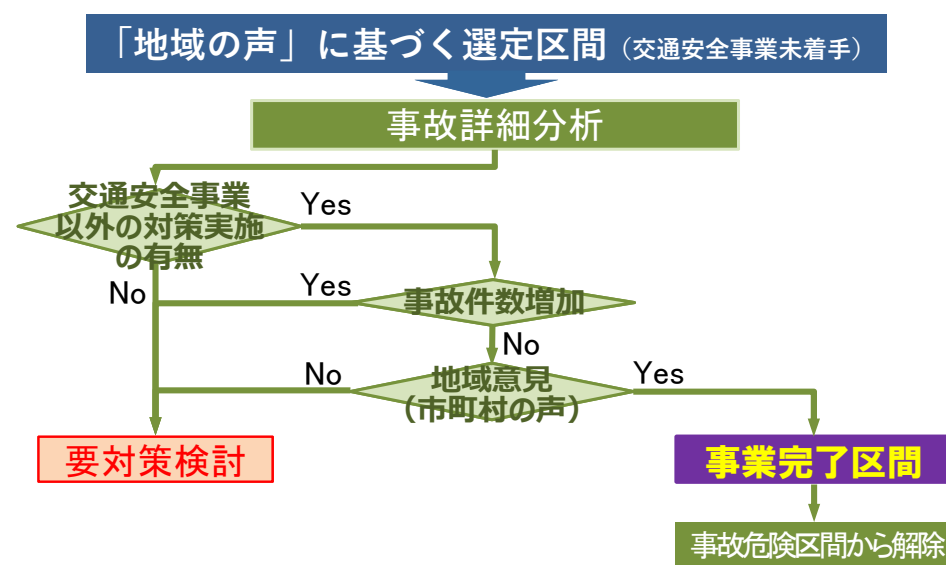 「地域の声」に基づく選定区間（交通安全事業未着手）
事故詳細分析
交通安全事業
以外の対策実施
の有無
Yes
No
Yes
事故件数増加
No
No
地域意見
（市町村の声）
Yes
要対策検討
事業完了区間
事故危険区間から解除